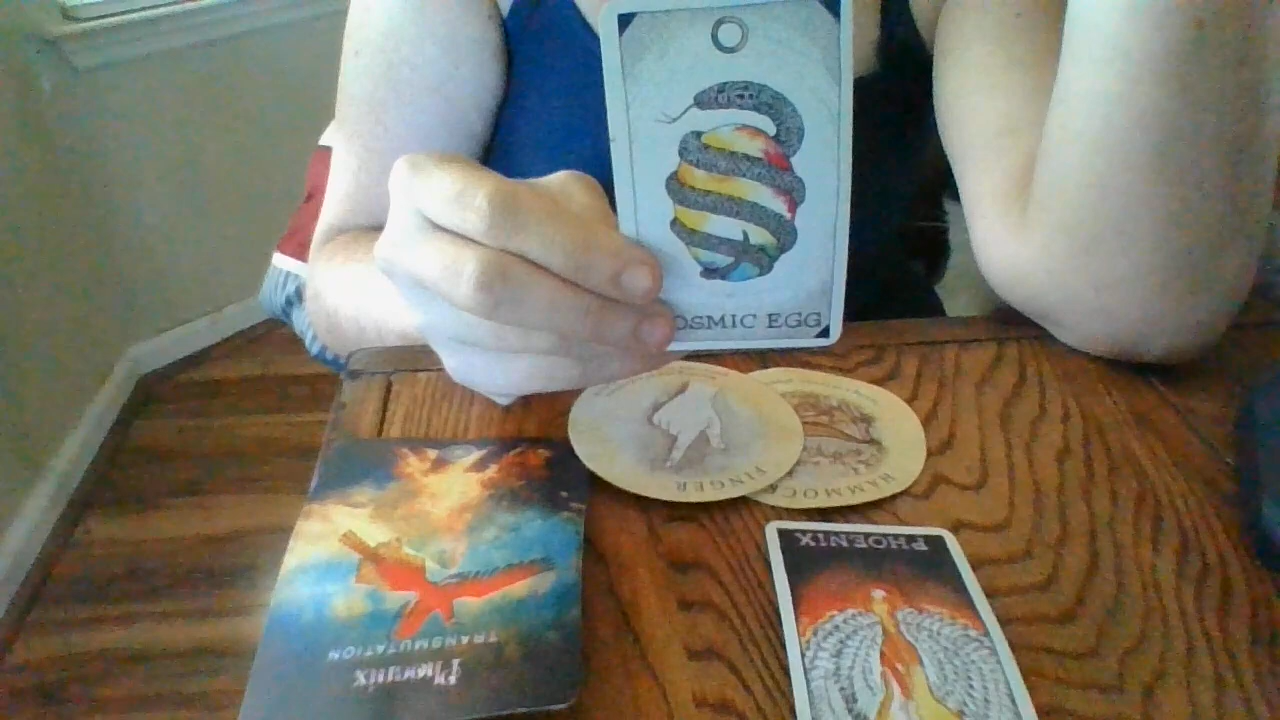 OSMIC EGG
FINGER
HAMMOCK
PHOENIX
Phoenix
TRANSMUTATION